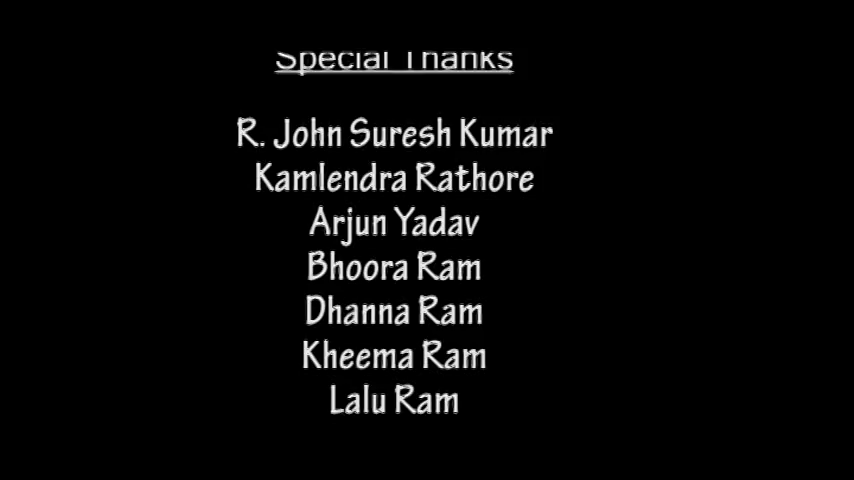 Special Thanks
R. John Suresh Kumar
Kamlendra Rathore
Arjun Yadav
Bhoora Ram
Dhanna Ram
Kheema Ram
Lalu Ram